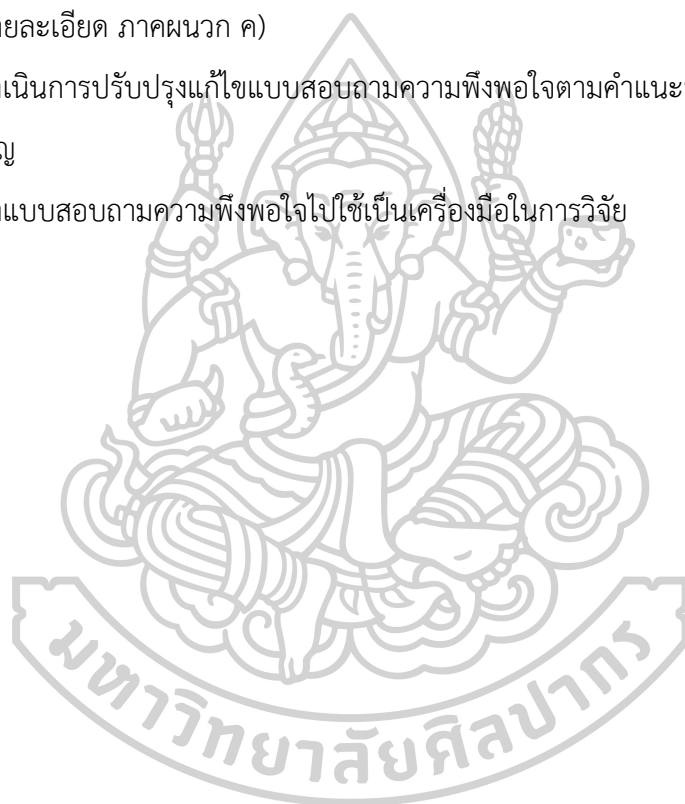 ยละเอียด ภาคผนวก ค)
เนินการปรับปรุงแก้ไขแบบสอบถามความพึงพอใจตามคำแนะ
ญ
แบบสอบถามความพึงพอใจไปใช้เป็นเครื่องมือในการวิจัย
มหาวิทยาลัยศิลปากร